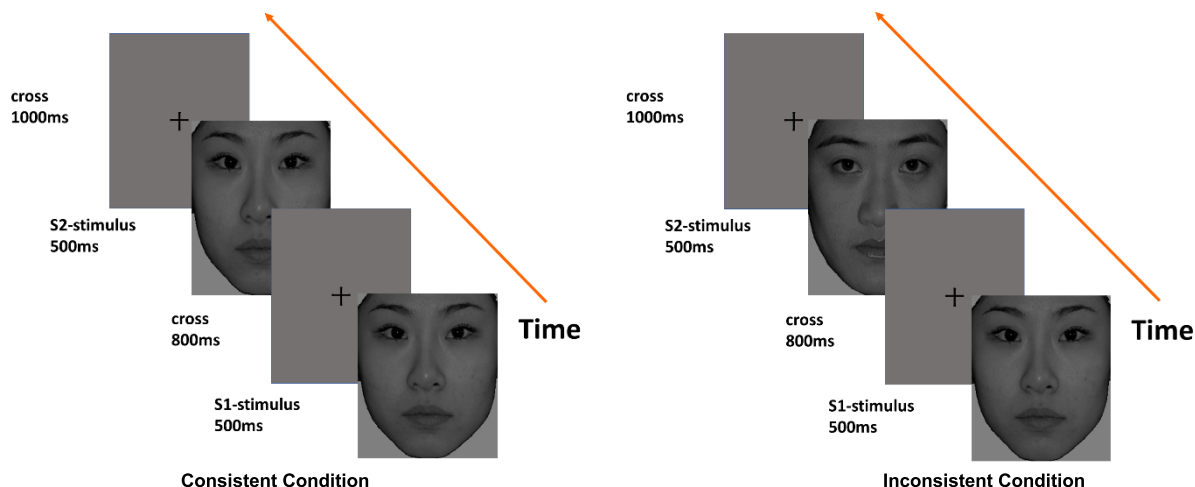 cross
1000ms
S2-stimulus
500ms
cross
800ms
Time
S1-stimulus
500ms
Consistent Condition
cross
1000ms
S2-stimulus
500ms
cross
800ms
Time
S1-stimulus
500ms
Inconsistent Condition